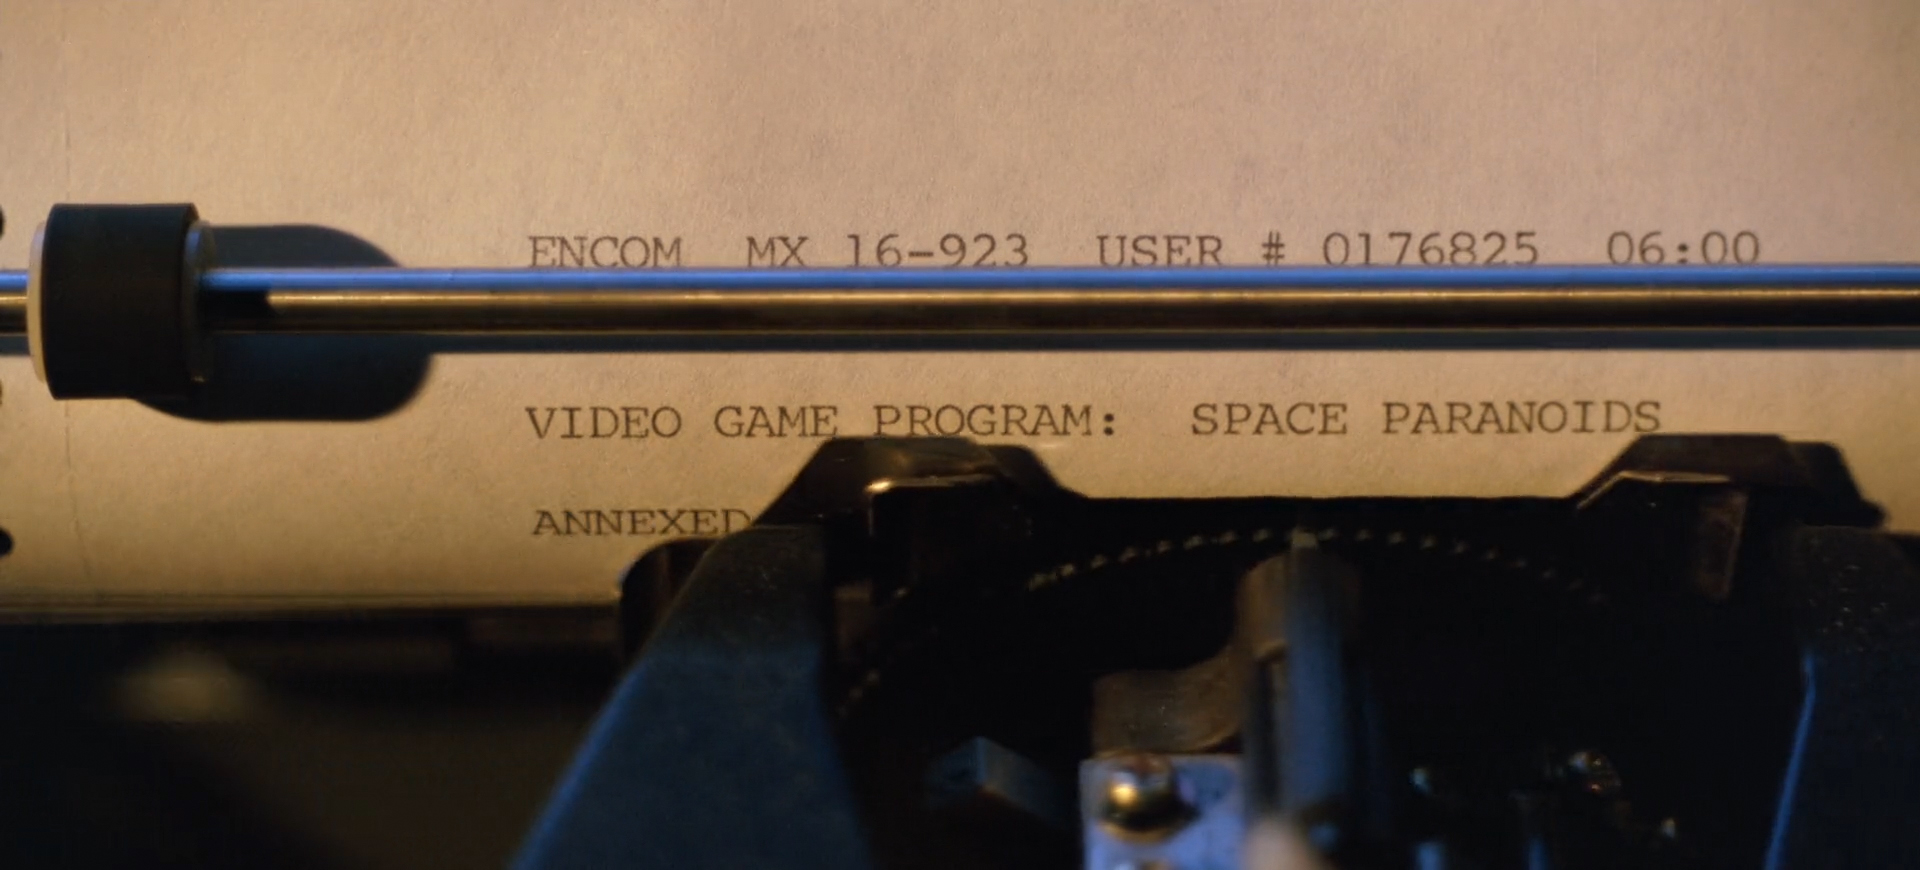 ENCOM MX 16-923 USER # 0176825 06:00
VIDEO GAME PROGRAM: SPACE PARANOIDS
ANNEXED